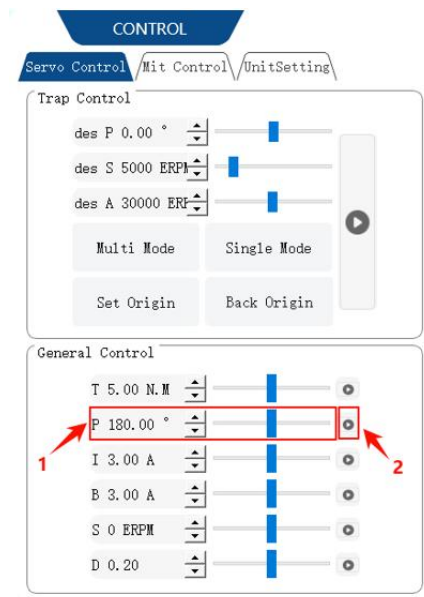 CONTROL
Servo Control Mit Control UnitSetting
Trap Control
des P 0.00 °
des S 5000 ERPM
des A 30000
Multi Mode Single Mode
Set Origin Back Origin
General Control
T 5.00 N.M
P 180.00 °
1 2
I 3.00 A
B 3.00 A
S 0 ERPM
D 0.20